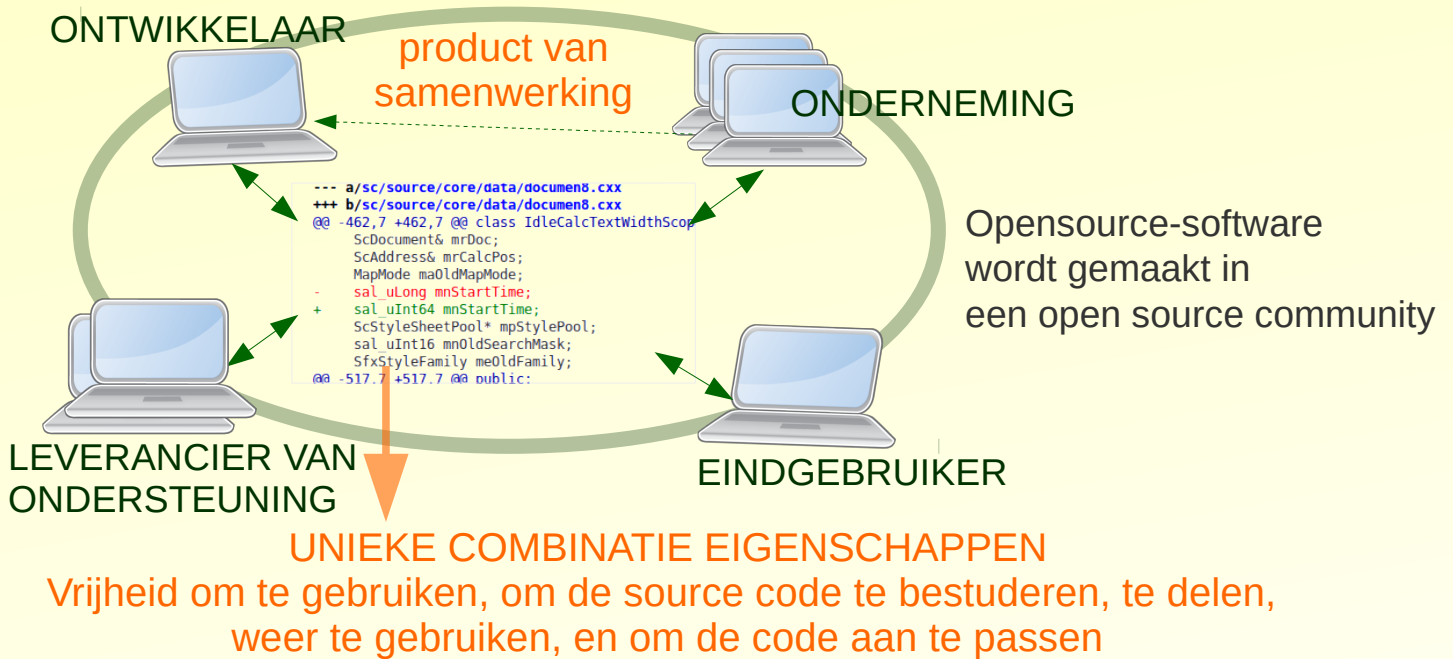 ONTWIKKELAAR
product van
samenwerking
ONDERNEMING
--- a/sc/source/core/data/documen8.cxx
+++ b/sc/source/core/data/documen8.cxx
@@ -462,7 +462,7 @@ class IdleCalcTextWidthScop
ScDocument& mrDoc;
ScAddress& mrCalcPos;
MapMode maOldMapMode;
- sal_uLong mnStartTime;
+ sal_uInt64 mnStartTime;
ScStyleSheetPool* mpStylePool;
sal_uInt16 mnOldSearchMask;
SfxStyleFamily meOldFamily;
@@ -517,7 +517,7 @@ public:
Opensource-software
wordt gemaakt in
een open source community
LEVERANCIER VAN
ONDERSTEUNING
EINDGEBRUIKER
UNIEKE COMBINATIE EIGENSCHAPPEN
Vrijheid om te gebruiken, om de source code te bestuderen, te delen,
weer te gebruiken, en om de code aan te passen